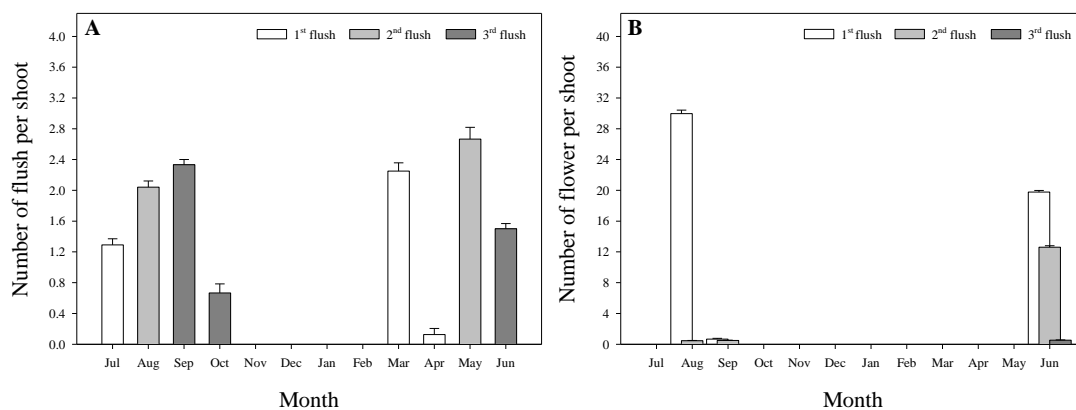 A
1st flush 2nd flush 3rd flush
Number of flush per shoot
4.0
3.6
3.2
2.8
2.4
2.0
1.6
1.2
0.8
0.4
0.0
Jul Aug Sep Oct Nov Dec Jan Feb Mar Apr May Jun
Month
B
1st flush 2nd flush 3rd flush
Number of flower per shoot
40
36
32
28
24
20
16
12
8
4
0
Jul Aug Sep Oct Nov Dec Jan Feb Mar Apr May Jun
Month